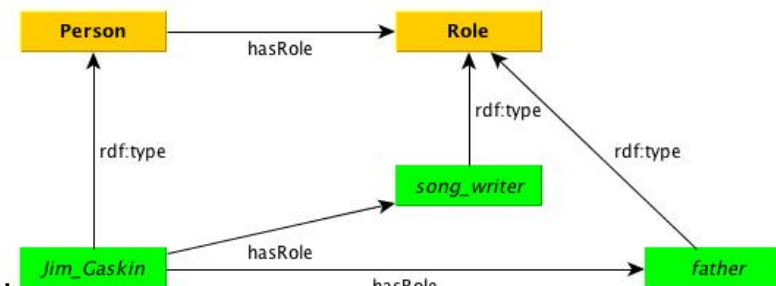 Person
Role
hasRole
rdf:type
rdf:type
rdf:type
song_writer
hasRole
Jim_Gaskin
father
hasRole